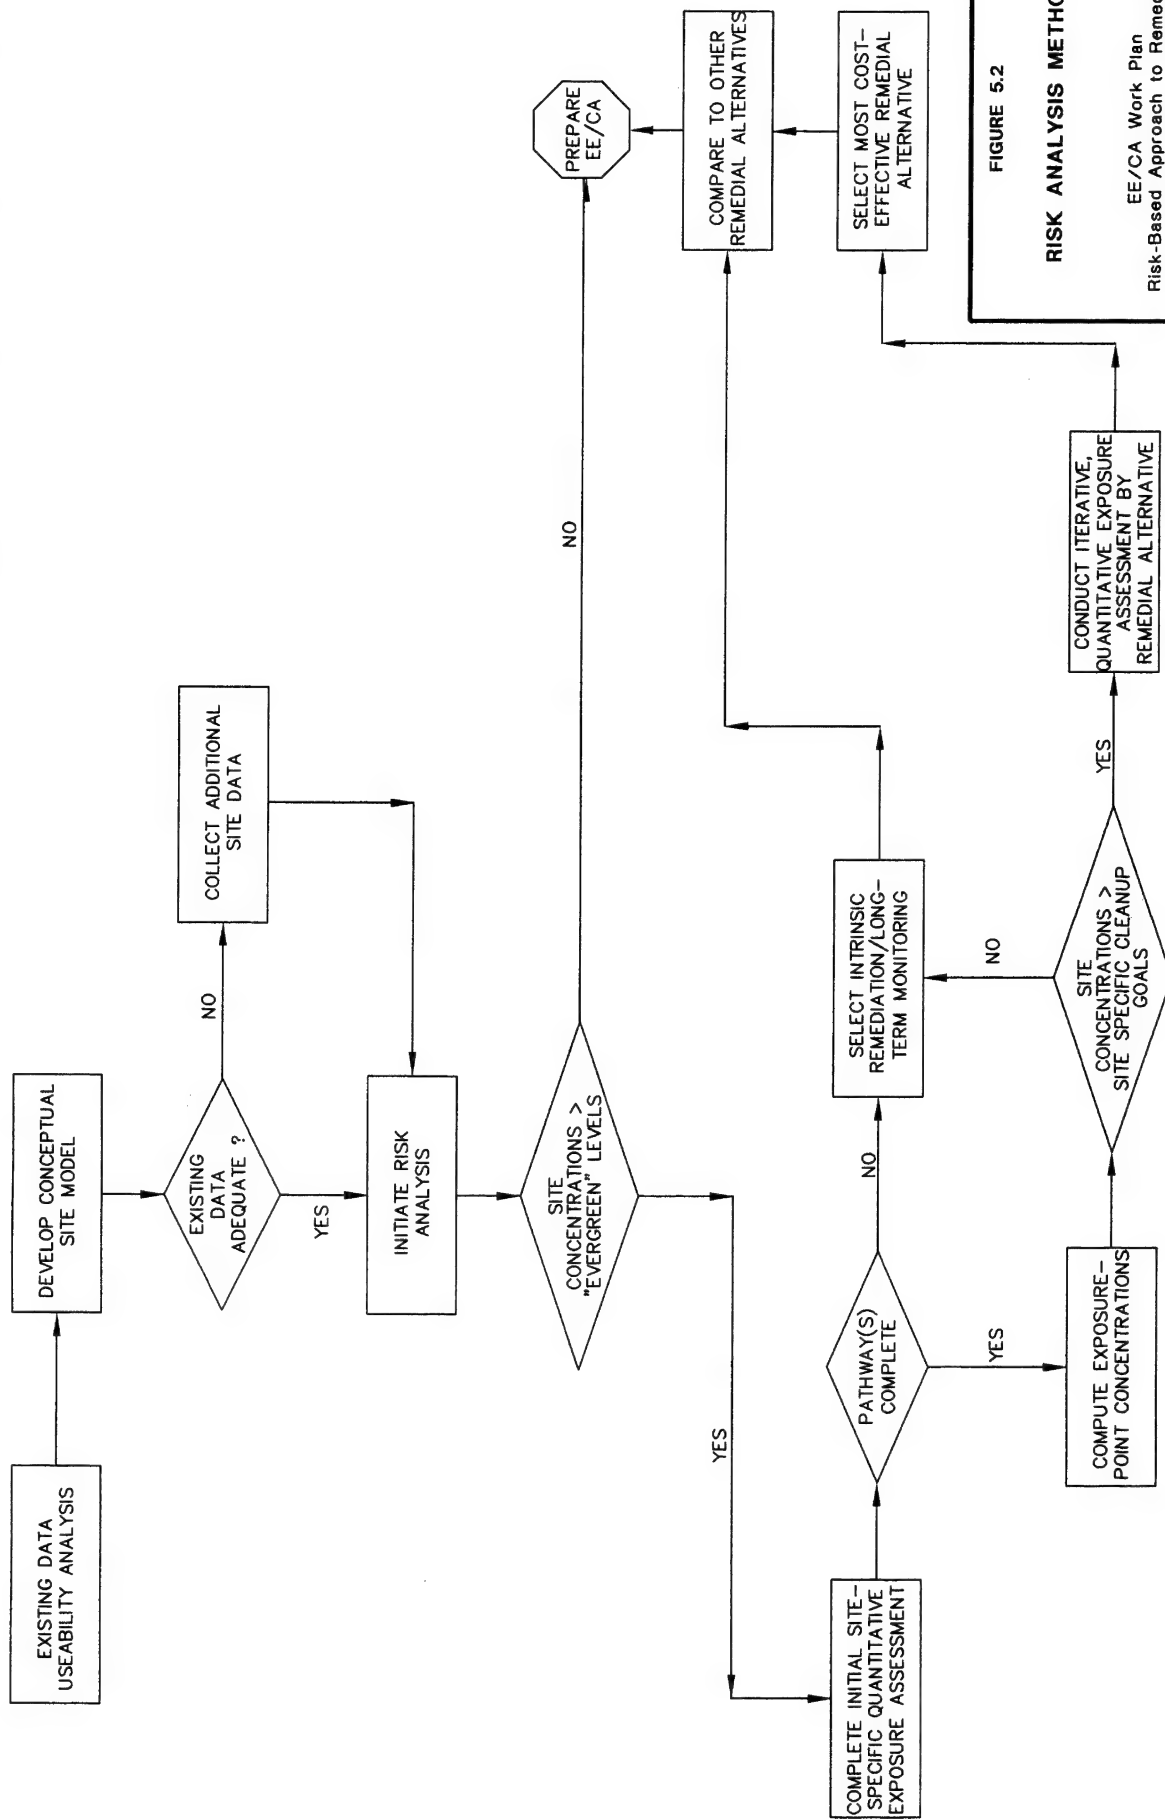 EXISTING DATA
USEABILITY ANALYSIS
DEVELOP CONCEPTUAL
SITE MODEL
EXISTING
DATA
ADEQUATE ?
NO
COLLECT ADDITIONAL
SITE DATA
YES
INITIATE RISK
ANALYSIS
SITE
CONCENTRATIONS >
"EVERGREEN" LEVELS
NO
PREPARE
EE/CA
YES
COMPLETE INITIAL SITE-
SPECIFIC QUANTITATIVE
EXPOSURE ASSESSMENT
PATHWAY(S)
COMPLETE
NO
SELECT INTRINSIC
REMEDIATION/LONG-
TERM MONITORING
COMPARE TO OTHER
REMEDIAL ALTERNATIVES
YES
COMPUTE EXPOSURE-
POINT CONCENTRATIONS
SITE
CONCENTRATIONS >
SITE SPECIFIC CLEANUP
GOALS
NO
YES
CONDUCT ITERATIVE,
QUANTITATIVE EXPOSURE
ASSESSMENT BY
REMEDIAL ALTERNATIVE
SELECT MOST COST-
EFFECTIVE REMEDIAL
ALTERNATIVE
FIGURE 5.2
RISK ANALYSIS
EE/CA Work Plan
Risk-Based Approach to